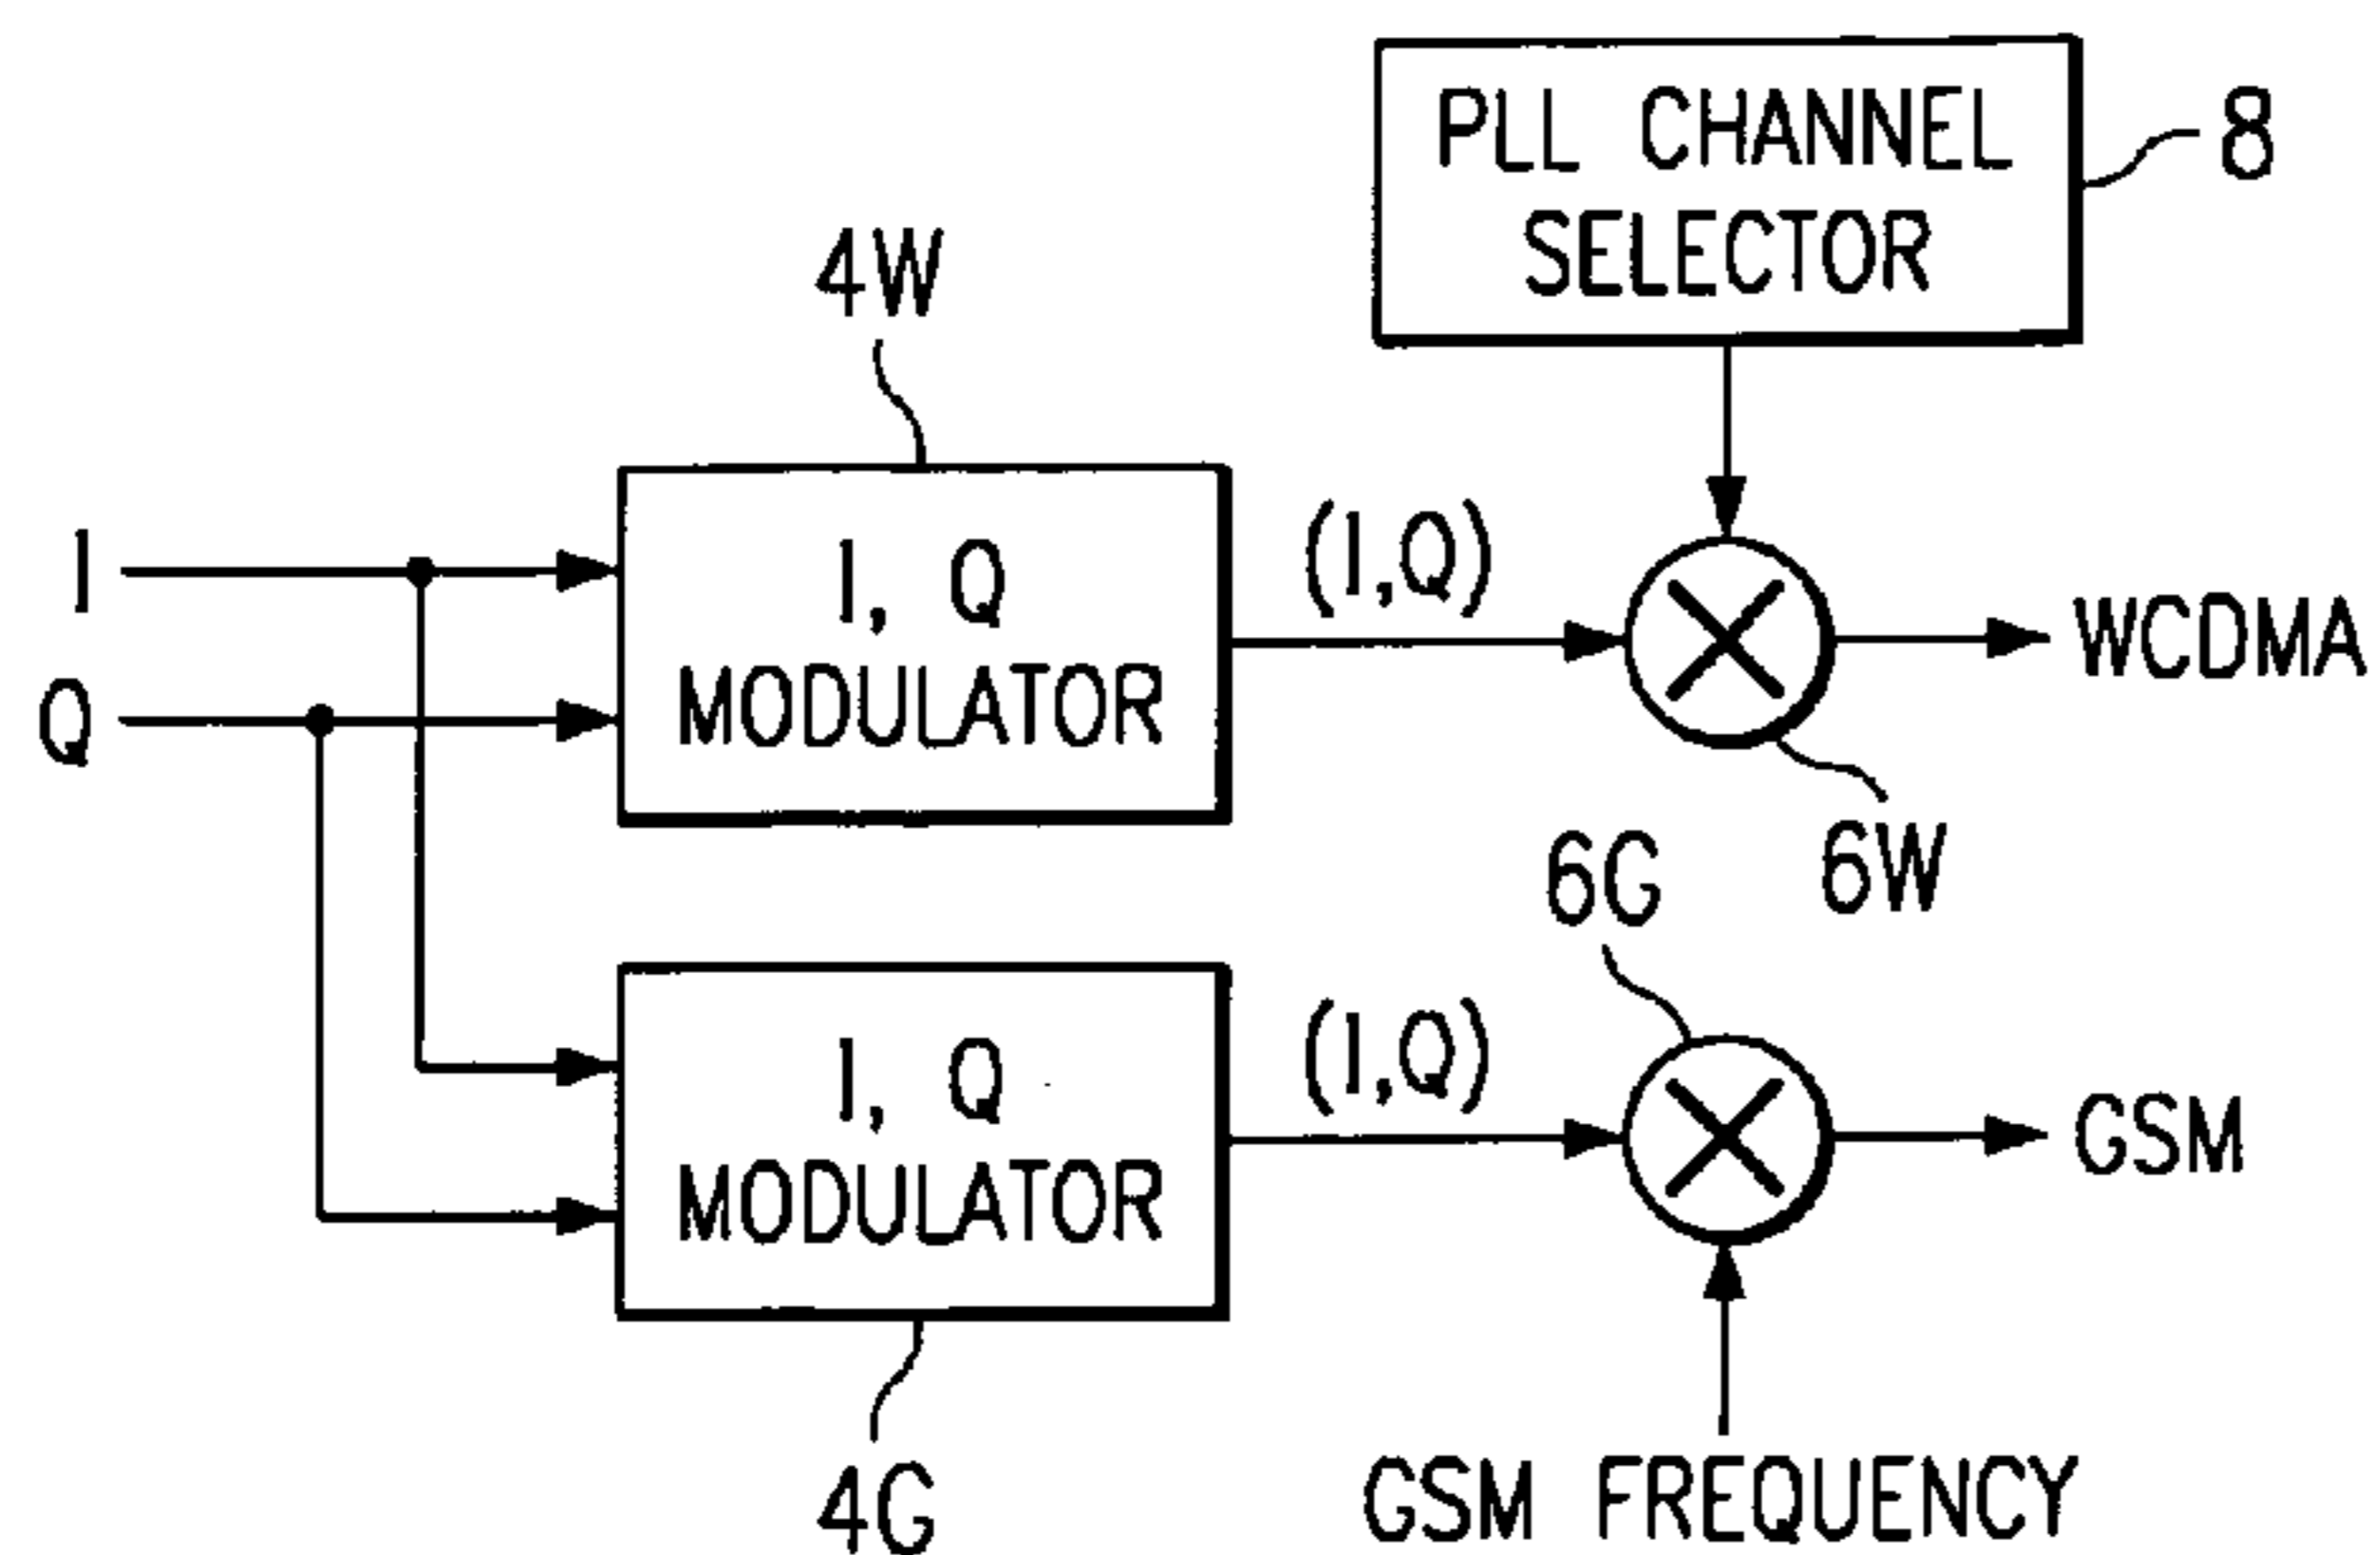 PLL CHANNEL
SELECTOR
8
4W
I
Q
I, Q
MODULATOR
(I,Q)
WCDMA
6W
6G
I, Q
MODULATOR
(I,Q)
GSM
4G
GSM FREQUENCY